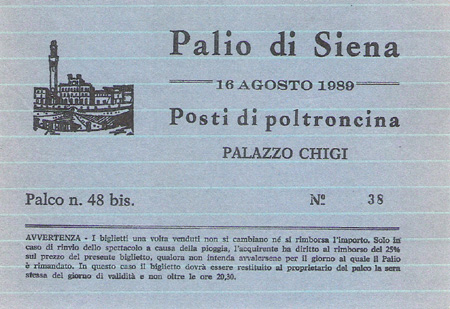 Palio di Siena
16 AGOSTO 1989
Posti di poltroncina
PALAZZO CHIGI
Palco n. 48 bis. Nº 38
AVVERTENZA - I biglietti una volta venduti non si cambiano né si rimborsa l'importo. Solo in
caso di rinvio dello spettacolo a causa della pioggia, l'acquirente ha diritto al rimborso del 25%
sul prezzo del presente biglietto, qualora non intenda avvalersene per il giorno al quale il Palio
è rimandato. In questo caso il biglietto dovrà essere restituito al proprietario del palco la sera
stessa del giorno di validità e non oltre le ore 20,30.